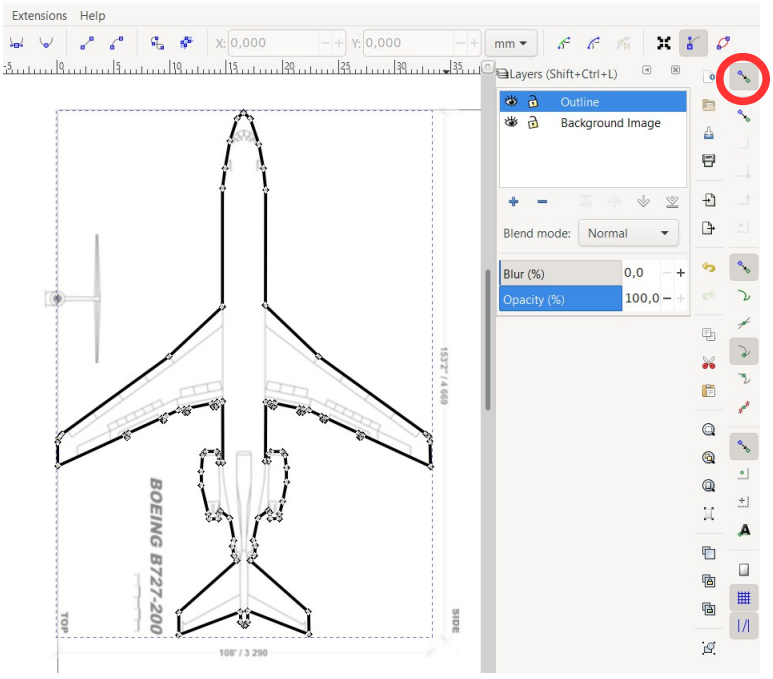 Extensions Help
X: 0,000 − + Y: 0,000 − + mm
-5 0 5 10 15 20 25 30 35
Layers (Shift+Ctrl+L)
Outline
Background Image
Blend mode: Normal
Blur (%) 0,0 − +
Opacity (%) 100,0 − +
153'2" / 4 669
BOEING B727-200
TOP
SIDE
108' / 3 290
A